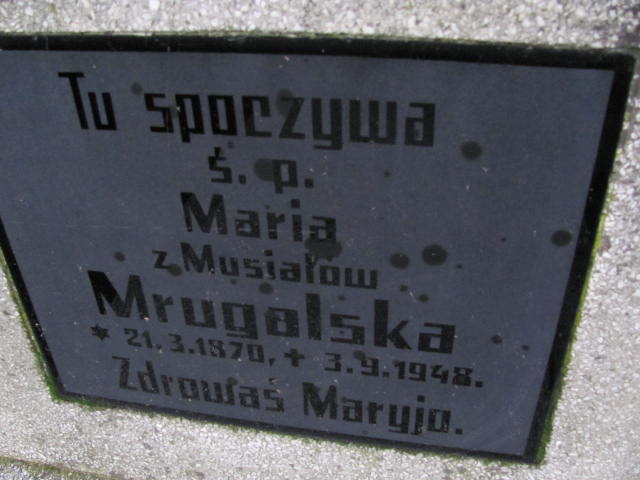 Tu spoczywa
ś. p.
Maria
z Musiałów
Mrugalska
* 21.3.1870, + 3.9.1948.
Zdrowaś Maryjo.